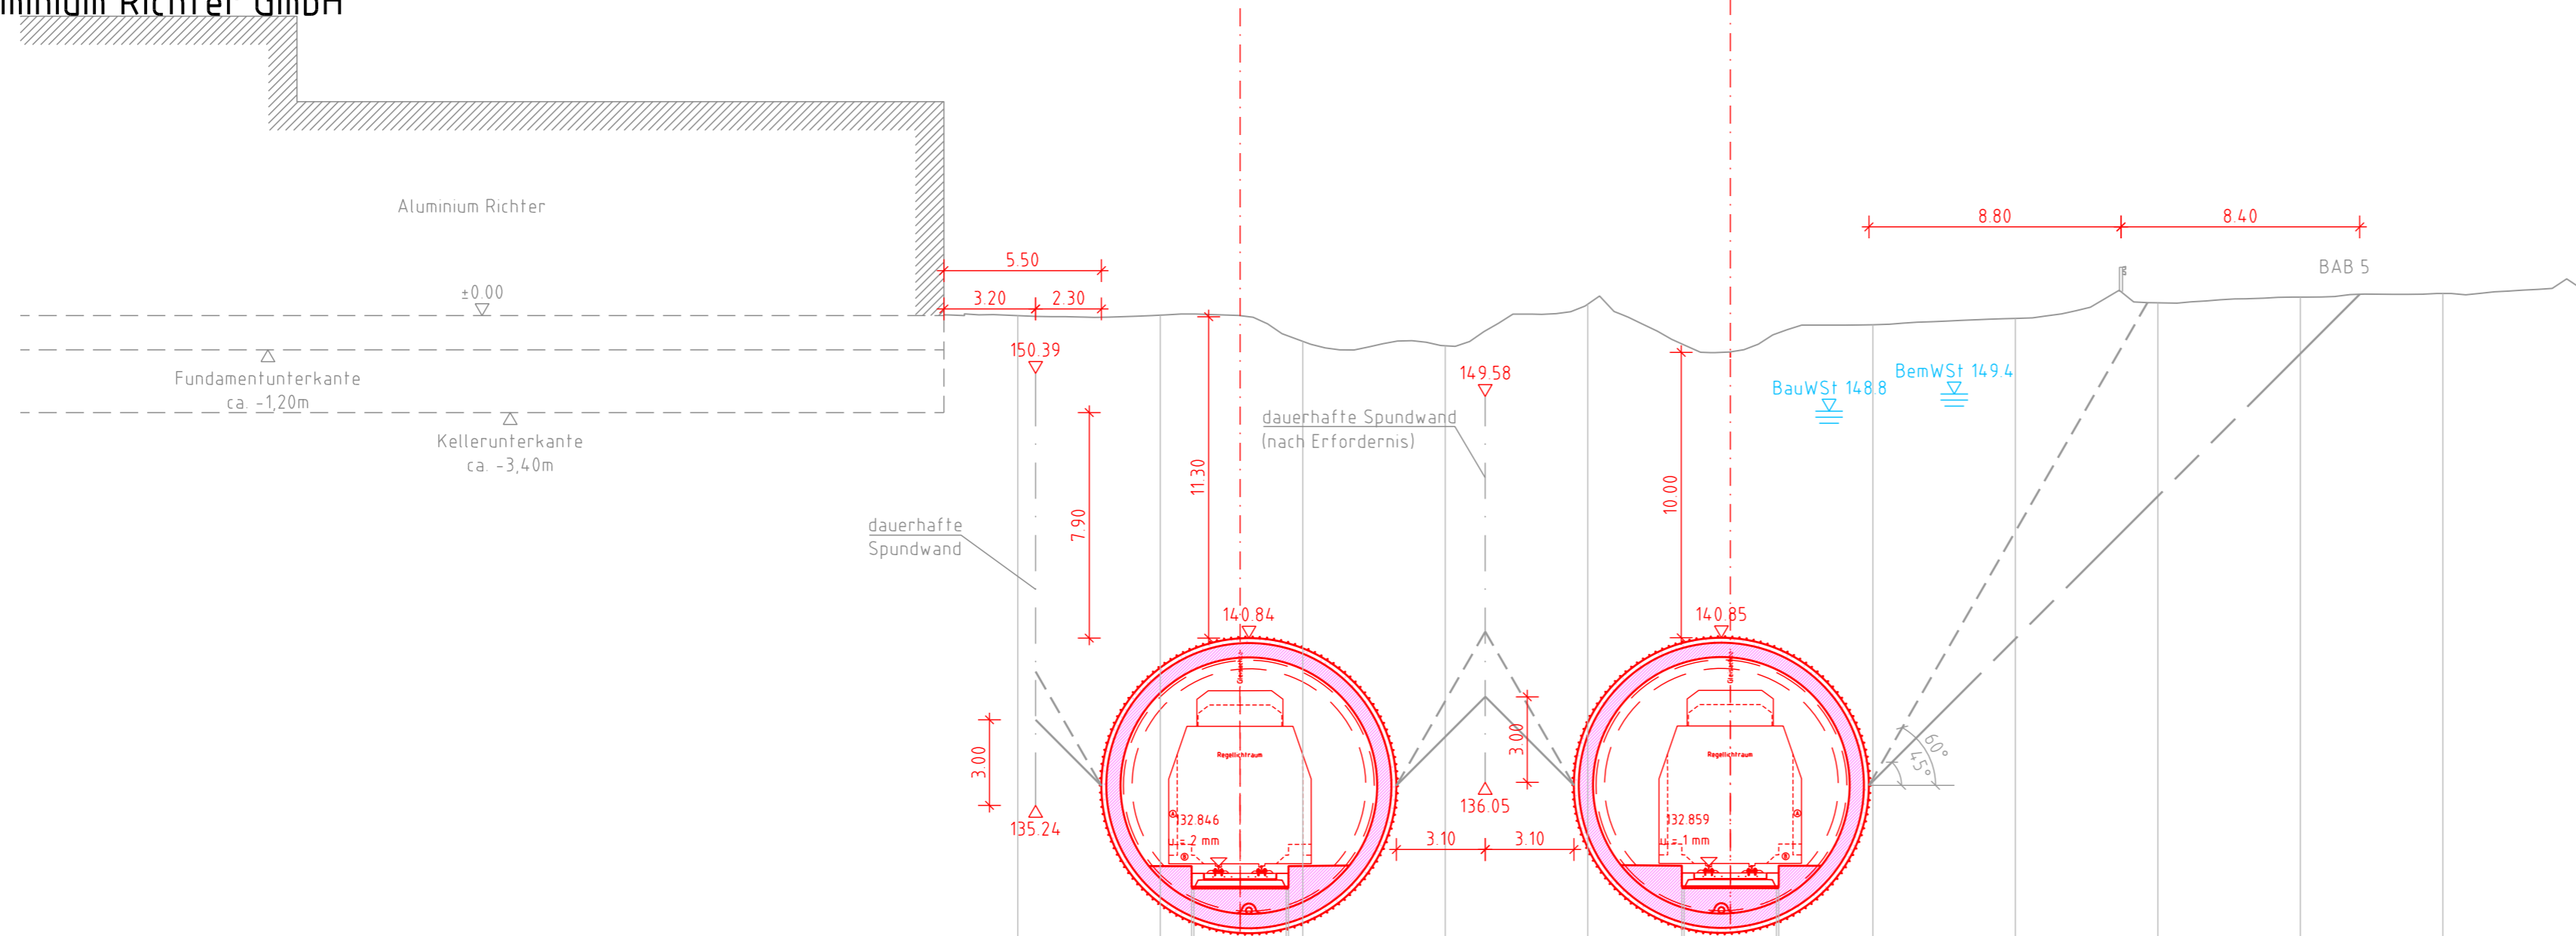 minium Richter GmbH
Aluminium Richter
±0.00
Fundamentunterkante
ca. -1,20m
Kellerunterkante
ca. -3,40m
5.50
3.20
2.30
150.39
dauerhafte
Spundwand
7.90
11.30
3.00
135.24
140.84
149.58
dauerhafte Spundwand
(nach Erfordernis)
3.00
136.05
3.10
3.10
10.00
140.85
BauWSt 148.8
BemWSt 149.4
8.80
8.40
BAB 5
60°
45°
Regellichtraum
132.846
u = 2 mm
Regellichtraum
132.859
u = 1 mm